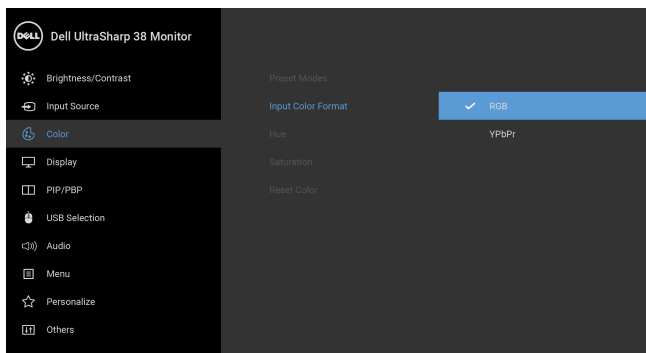 DELL Dell UltraSharp 38 Monitor
Brightness/Contrast Preset Modes
Input Source Input Color Format RGB
Color Hue YPbPr
Display Saturation
PIP/PBP Reset Color
USB Selection
Audio
Menu
Personalize
Others